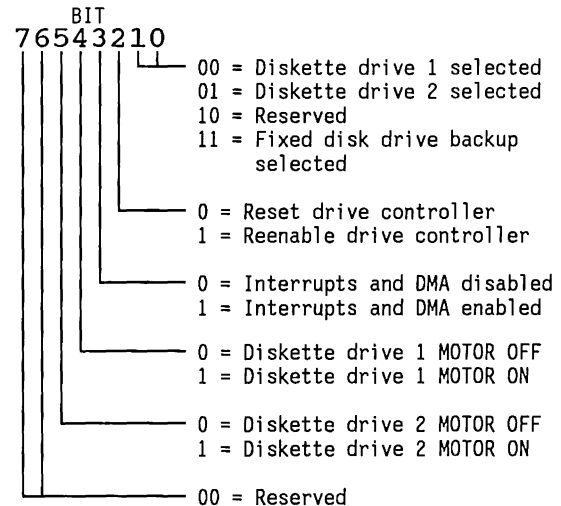 BIT
76543210
00 = Diskette drive 1 selected
01 = Diskette drive 2 selected
10 = Reserved
11 = Fixed disk drive backup
selected
0 = Reset drive controller
1 = Reenable drive controller
0 = Interrupts and DMA disabled
1 = Interrupts and DMA enabled
0 = Diskette drive 1 MOTOR OFF
1 = Diskette drive 1 MOTOR ON
0 = Diskette drive 2 MOTOR OFF
1 = Diskette drive 2 MOTOR ON
00 = Reserved